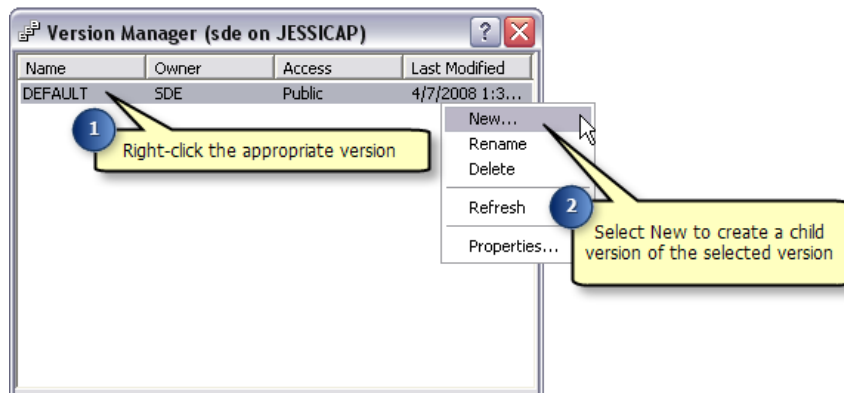 Version Manager (sde on JESSICAP)
?
Name Owner Access Last Modified
DEFAULT SDE Public 4/7/2008 1:3...
1
Right-click the appropriate version
New...
Rename
Delete
Refresh
Properties...
2
Select New to create a child
version of the selected version